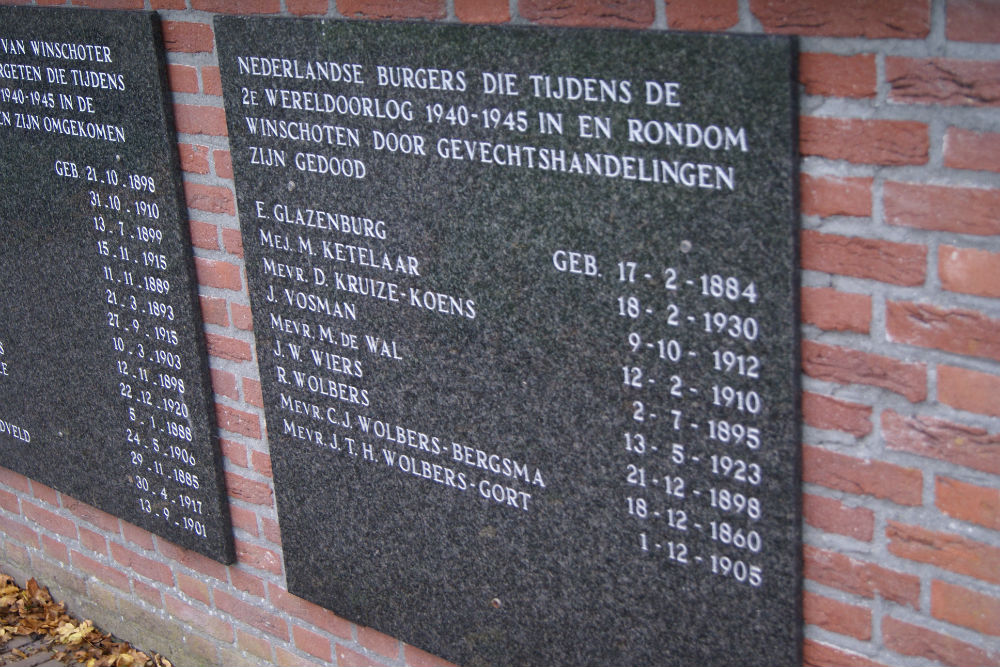 VAN WINSCHOTER
DIE TIJDENS
1940-1945 IN DE
ZIJN OMGEKOMEN
GEB. 21 . 10 . 1898
31 . 10 . 1910
13 . 7 . 1899
15 . 11 . 1915
11 . 11 . 1889
21 . 3 . 1893
27 . 9 . 1915
10 . 3 . 1903
12 . 11 . 1898
22 . 12 . 1920
5 . 1 . 1888
24 . 5 . 1906
29 . 11 . 1885
30 . 4 . 1917
13 . 9 . 1901
NEDERLANDSE BURGERS DIE TIJDENS DE
2E WERELDOORLOG 1940-1945 IN EN RONDOM
WINSCHOTEN DOOR GEVECHTSHANDELINGEN
ZIJN GEDOOD
E. GLAZENBURG GEB. 17 - 2 - 1884
MEJ. M. KETELAAR 18 - 2 - 1930
MEVR. D. KRUIZE-KOENS 9 - 10 - 1912
J. VOSMAN 12 - 2 - 1910
MEVR. M. DE WAL 2 - 7 - 1895
J. W. WIERS 13 - 5 - 1923
R. WOLBERS 21 - 12 - 1898
MEVR. C. J. WOLBERS-BERGSMA 18 - 12 - 1860
MEVR. J. T. H. WOLBERS-GORT 1 - 12 - 1905